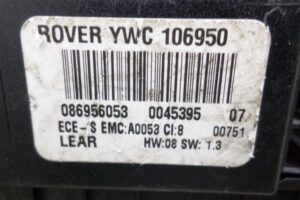 ROVER YWC 106950
086956053 0045395 07
ECE-S EMC:A0053 CI:8 00751
LEAR HW:08 SW: 1.3